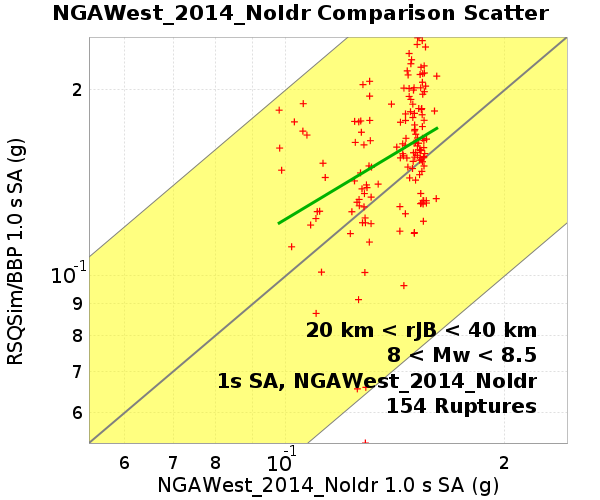 NGAWest_2014_NoIdr Comparison Scatter
RSQSim/BBP 1.0 s SA (g)
2
10-1
9
8
7
6
20 km < rJB < 40 km
8 < Mw < 8.5
1s SA, NGAWest_2014_NoIdr
154 Ruptures
6 7 8 10-1 2
NGAWest_2014_NoIdr 1.0 s SA (g)